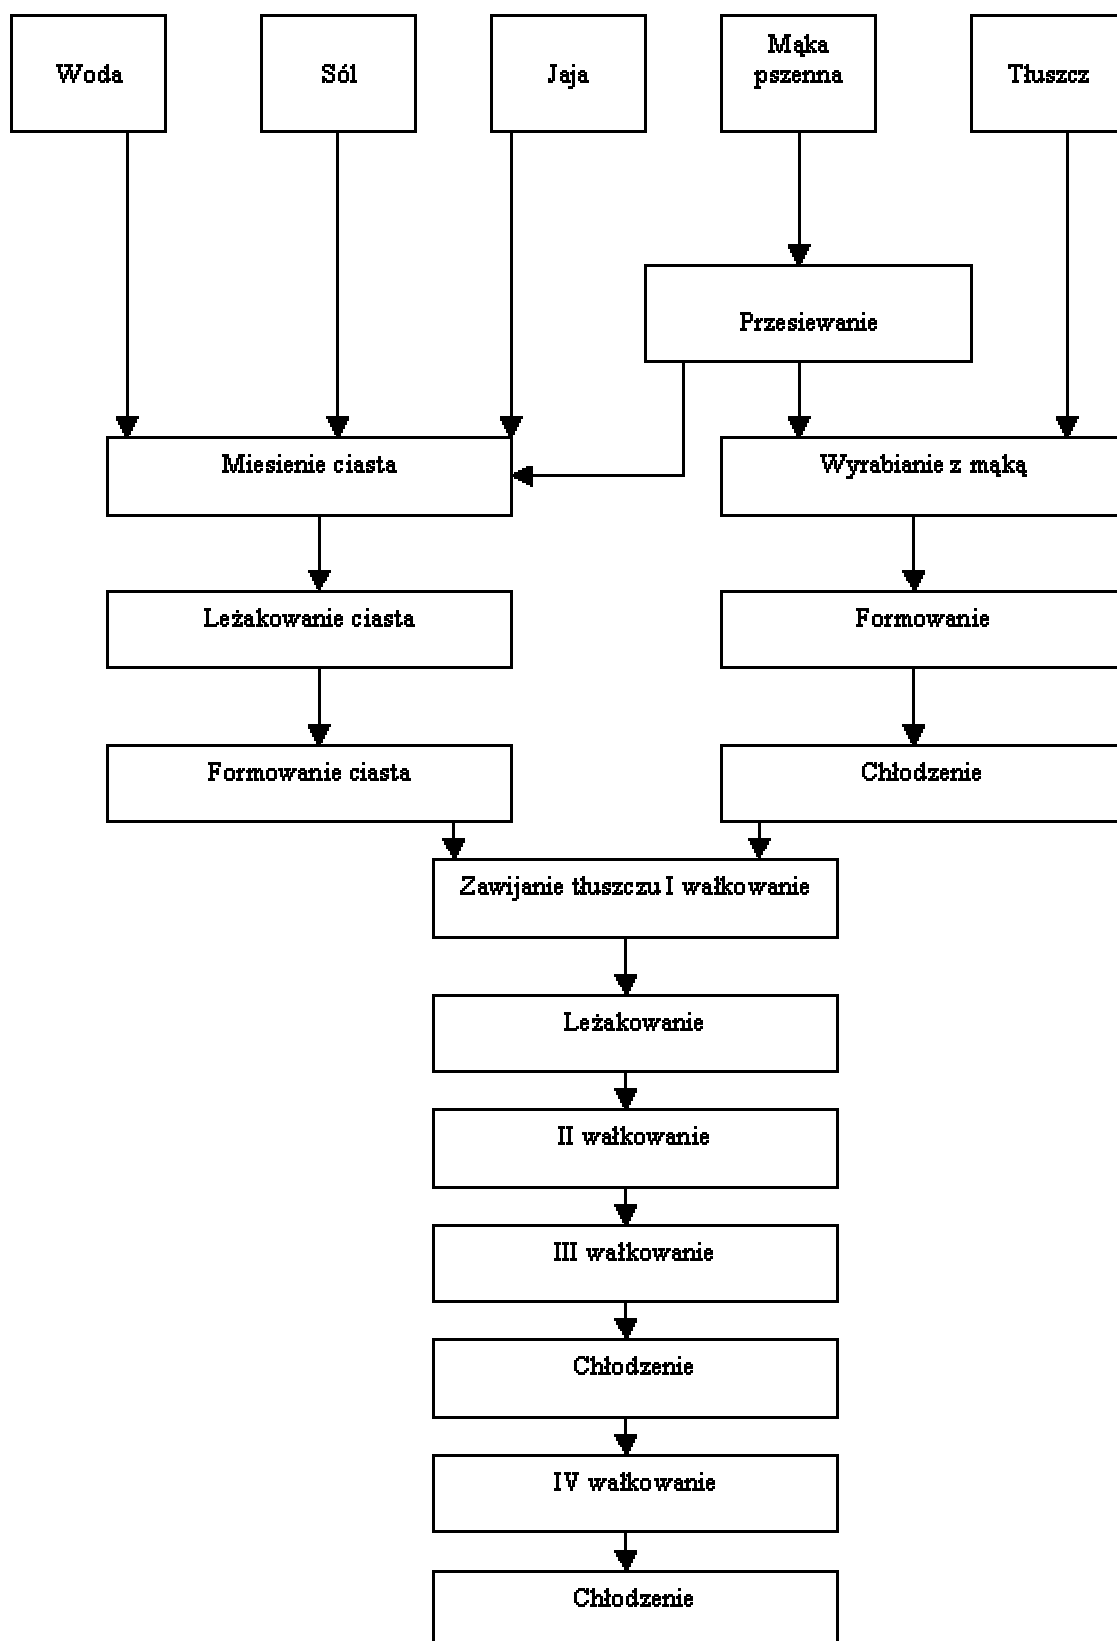 Woda
Sól
Jaja
Mąka
pszenna
Tłuszcz
Przesiewanie
Miesienie ciasta
Wyrabianie z mąką
Leżakowanie ciasta
Formowanie
Formowanie ciasta
Chłodzenie
Zawijanie tłuszczu I wałkowanie
Leżakowanie
II wałkowanie
III wałkowanie
Chłodzenie
IV wałkowanie
Chłodzenie